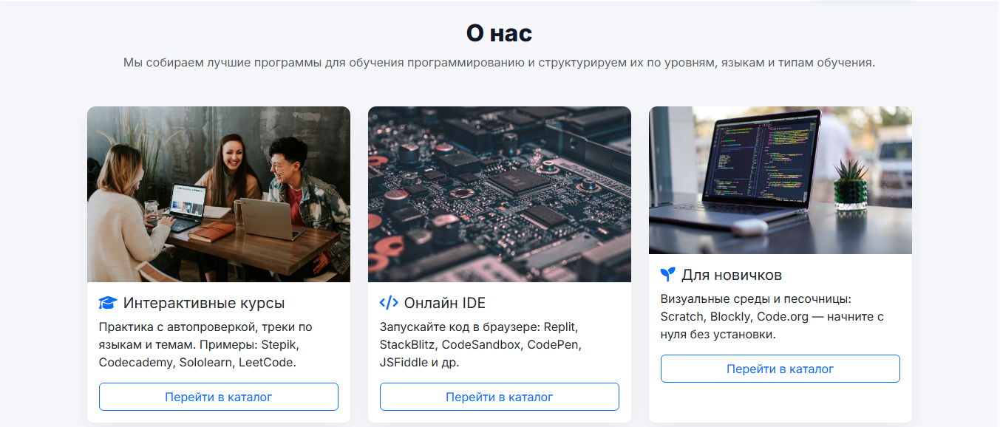 О нас
Мы собираем лучшие программы для обучения программированию и структурируем их по уровням, языкам и типам обучения.
Интерактивные курсы
Практика с автопроверкой, треки по
языкам и темам. Примеры: Stepik,
Codecademy, Sololearn, LeetCode.
Перейти в каталог
Онлайн IDE
Запускайте код в браузере: Replit,
StackBlitz, CodeSandbox, CodePen,
JSFiddle и др.
Перейти в каталог
Для новичков
Визуальные среды и песочницы:
Scratch, Blockly, Code.org — начните с
нуля без установки.
Перейти в каталог